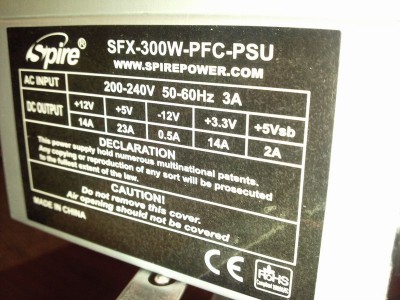 Spire® SFX-300W-PFC-PSU
WWW.SPIREPOWER.COM
AC INPUT 200-240V 50-60Hz 3A
DC OUTPUT +12V +5V -12V +3.3V +5Vsb
14A 23A 0.5A 14A 2A
DECLARATION
This power supply hold numerous multinational patents.
Any copying or reproduction of any sort will be prosecuted
to the fullest extent of the law.
CAUTION!
Do not remove this cover.
Air opening should not be covered
MADE IN CHINA
CE
RoHS